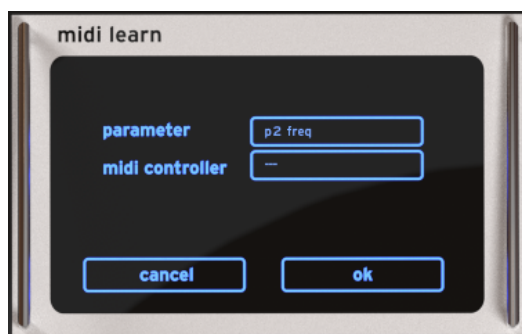 midi learn
parameter p2 freq
midi controller ---
cancel ok